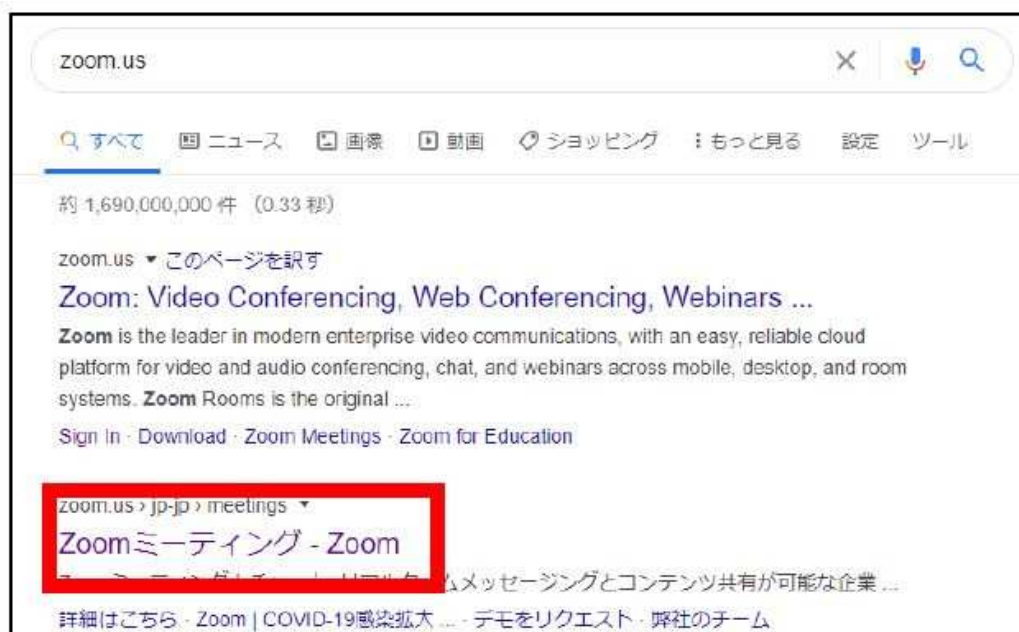 zoom.us
すべて ニュース 画像 動画 ショッピング もっと見る 設定 ツール
約 1,690,000,000 件 (0.33 秒)
zoom.us ▼ このページを訳す
Zoom: Video Conferencing, Web Conferencing, Webinars ...
Zoom is the leader in modern enterprise video communications, with an easy, reliable cloud
platform for video and audio conferencing, chat, and webinars across mobile, desktop, and room
systems. Zoom Rooms is the original ...
Sign In · Download · Zoom Meetings · Zoom for Education
zoom.us › jp-jp › meetings ▼
Zoomミーティング - Zoom
メッセージングとコンテンツ共有が可能な企業 ...
詳細はこちら · Zoom | COVID-19感染拡大 ... · デモをリクエスト · 弊社のチーム